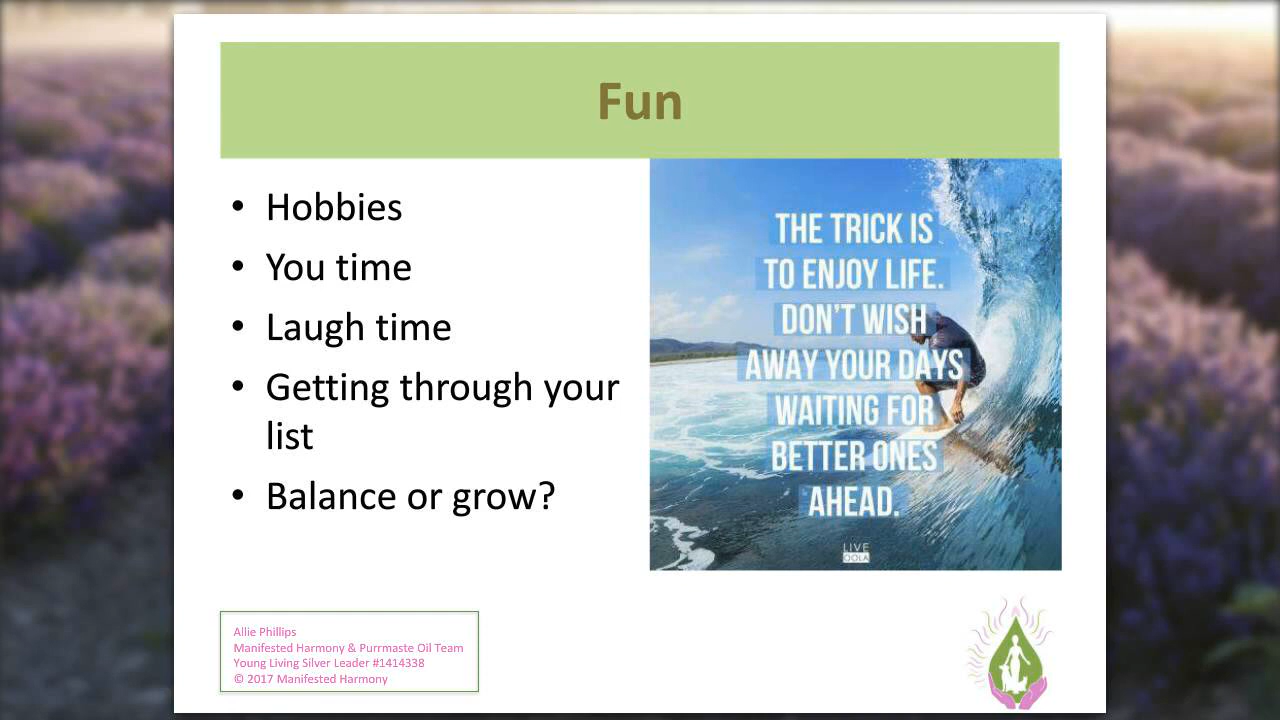 Fun
• Hobbies
• You time
• Laugh time
• Getting through your
list
• Balance or grow?
THE TRICK IS
TO ENJOY LIFE.
DON'T WISH
AWAY YOUR DAYS
WAITING FOR
BETTER ONES
AHEAD.
LIVE
OOLA
Allie Phillips
Manifested Harmony & Purrmaste Oil Team
Young Living Silver Leader #1414338
© 2017 Manifested Harmony